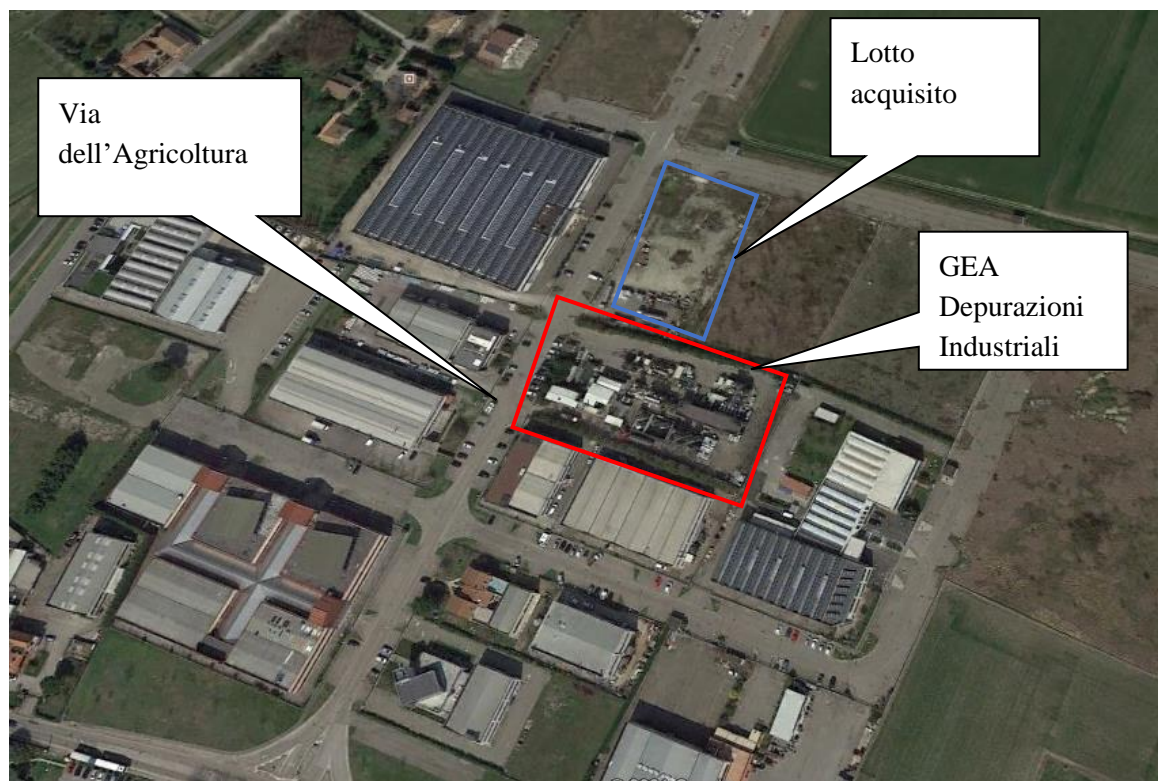 Via
dell’Agricoltura
Lotto
acquisito
GEA
Depurazioni
Industriali